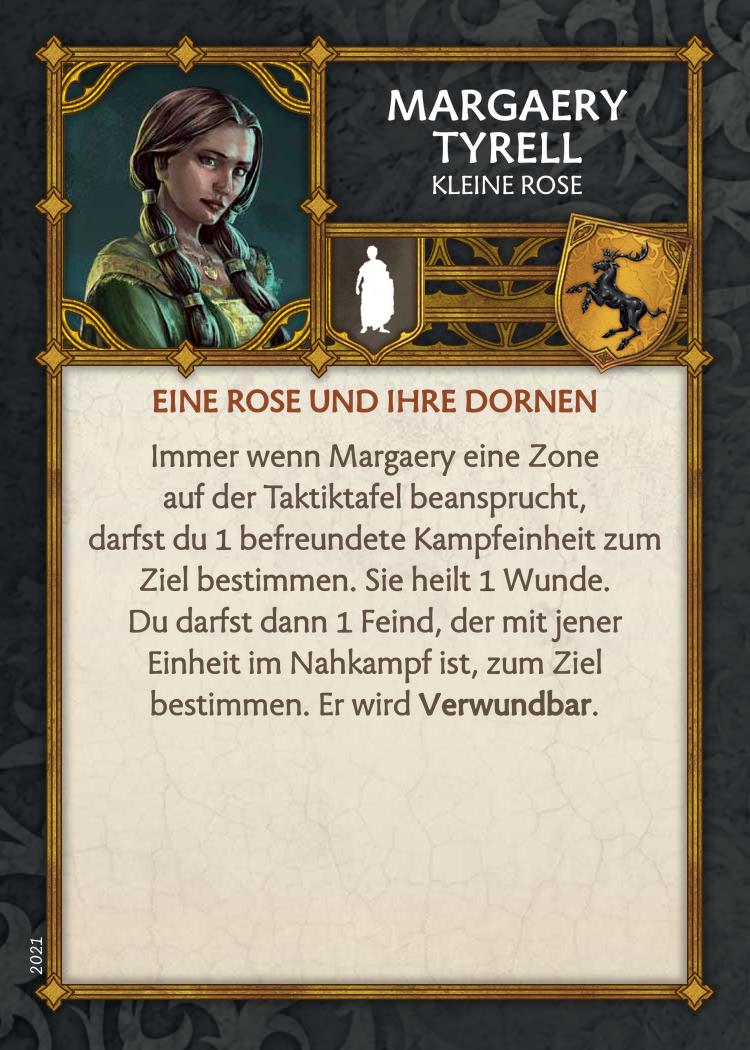 MARGAERY
TYRELL
KLEINE ROSE
EINE ROSE UND IHRE DORNEN
Immer wenn Margaery eine Zone
auf der Taktiktafel beansprucht,
darfst du 1 befreundete Kampfeinheit zum
Ziel bestimmen. Sie heilt 1 Wunde.
Du darfst dann 1 Feind, der mit jener
Einheit im Nahkampf ist, zum Ziel
bestimmen. Er wird Verwundbar.
2021